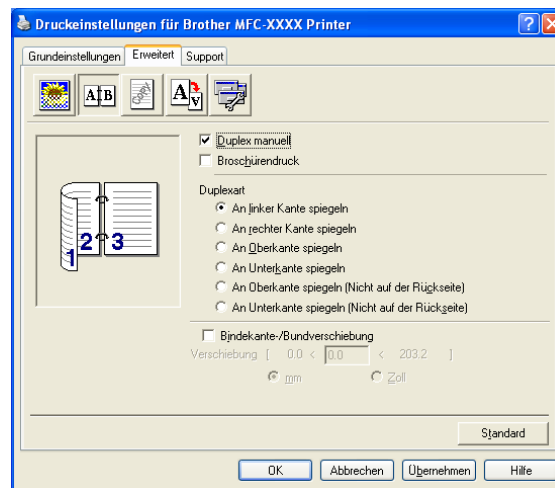 Druckeinstellungen für Brother MFC-XXXX Printer
Grundeinstellungen Erweitert Support
A B A A
Duplex manuell
Broschürendruck
1 2 3
Duplexart
An linker Kante spiegeln
An rechter Kante spiegeln
An Oberkante spiegeln
An Unterkante spiegeln
An Oberkante spiegeln (Nicht auf der Rückseite)
An Unterkante spiegeln (Nicht auf der Rückseite)
Bindekante-/Bundverschiebung
Verschiebung [ 0.0 < 0.0 < 203.2 ]
mm Zoll
Standard
OK Abbrechen Übernehmen Hilfe